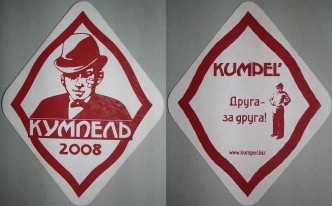 КУМПЕЛЬ
2008
KUMPEL'
Друга-
за друга!
www.kumpel.biz